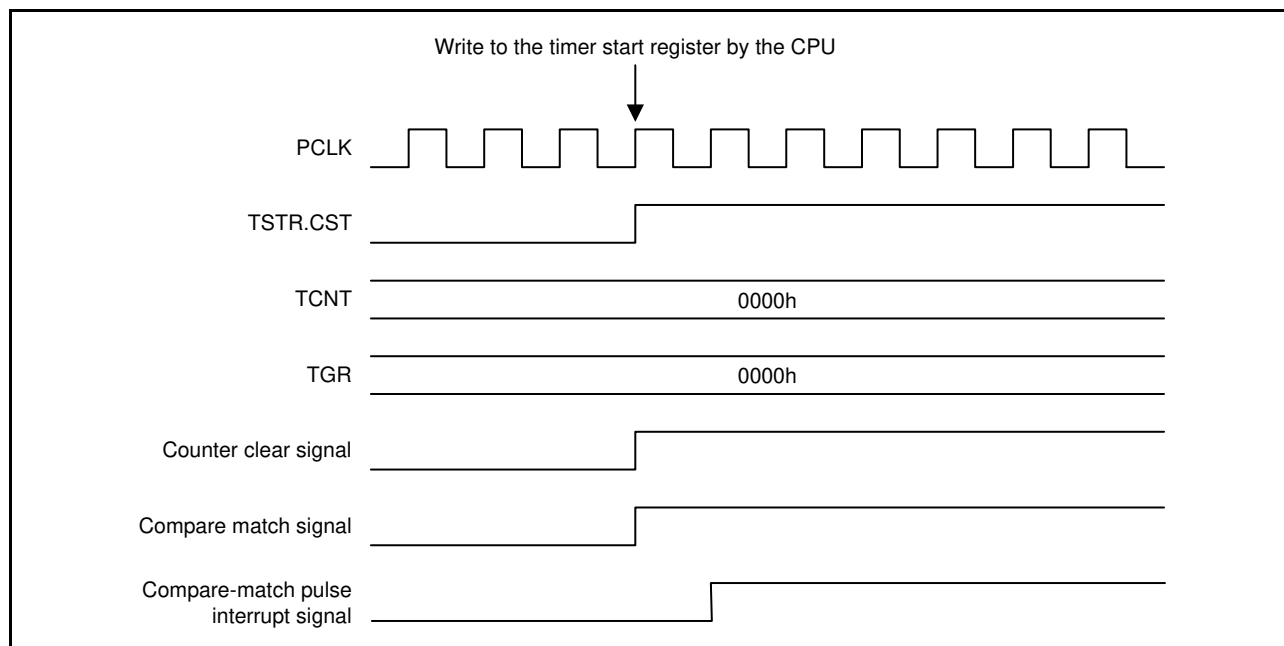 Write to the timer start register by the CPU
PCLK
TSTR.CST
TCNT
0000h
TGR
0000h
Counter clear signal
Compare match signal
Compare-match pulse
interrupt signal